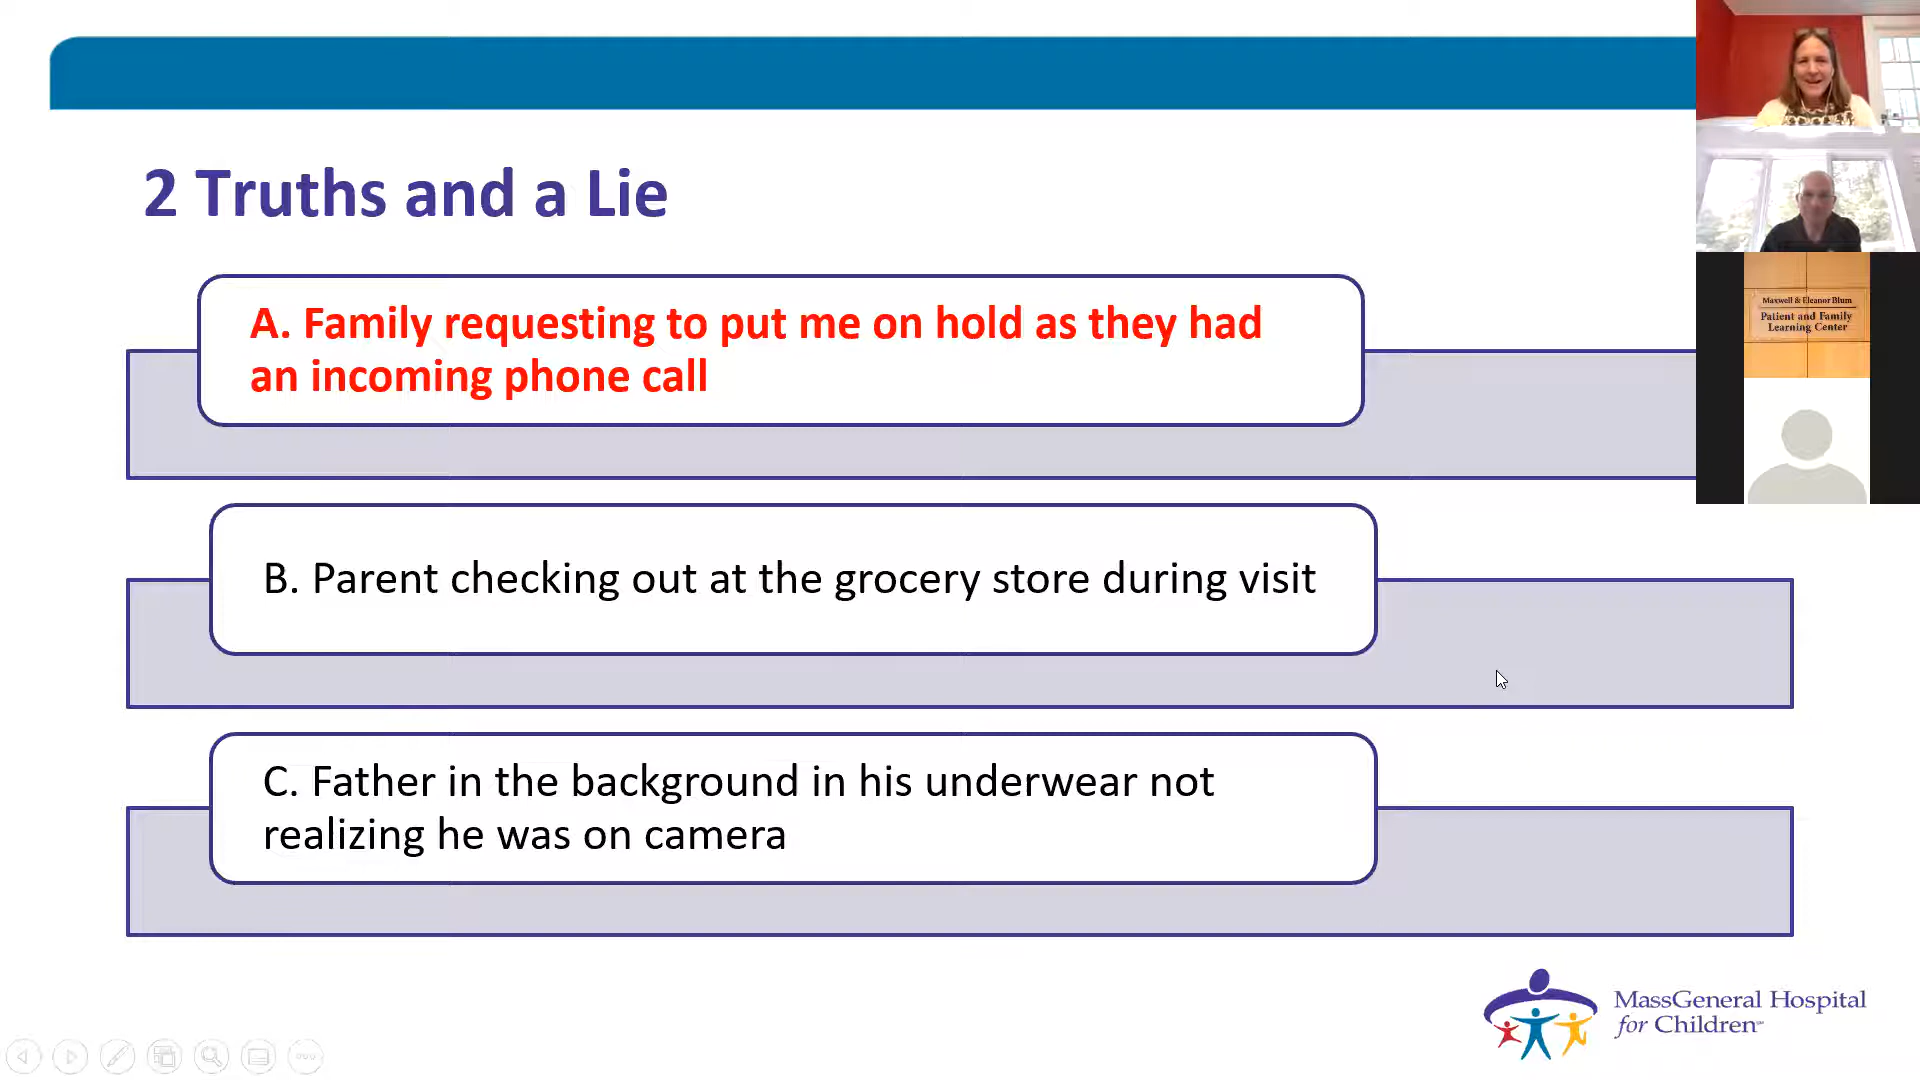 2 Truths and a Lie
A. Family requesting to put me on hold as they had
an incoming phone call
B. Parent checking out at the grocery store during visit
C. Father in the background in his underwear not
realizing he was on camera
Maxwell & Eleanor Blum
Patient and Family
Learning Center
MassGeneral Hospital
for Children